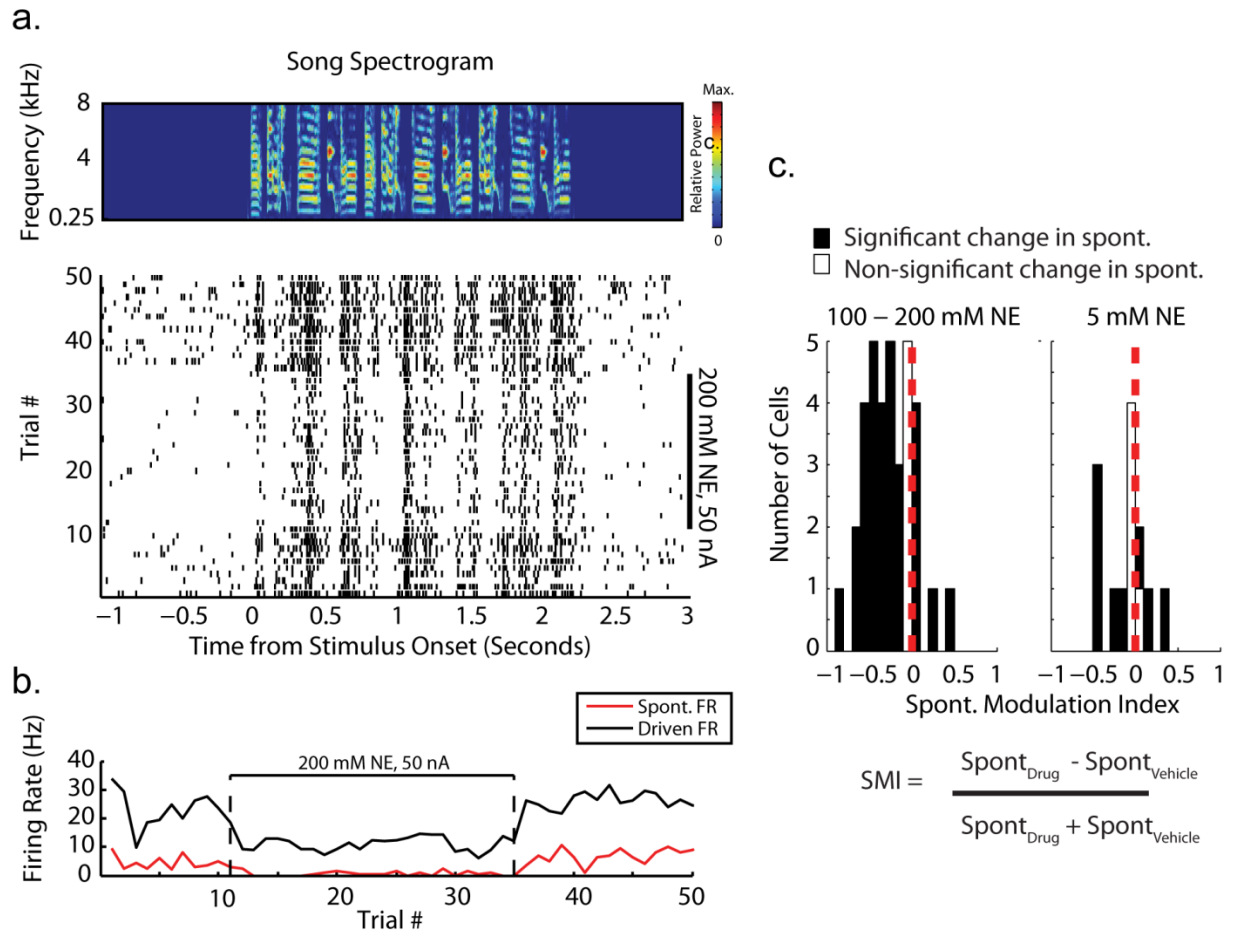 a.
Song Spectrogram
Frequency (kHz)
8
4
0.25
Max.
Relative Power
c.
0
Trial #
50
40
30
20
10
200 mM NE, 50 nA
−1 −0.5 0 0.5 1 1.5 2 2.5 3
Time from Stimulus Onset (Seconds)
b.
Spont. FR
Driven FR
Firing Rate (Hz)
40
30
20
10
0
200 mM NE, 50 nA
10 20 30 40 50
Trial #
c.
Significant change in spont.
Non-significant change in spont.
100 – 200 mM NE
5 mM NE
Number of Cells
5
4
3
2
1
0
−1 −0.5 0 0.5 1
−1 −0.5 0 0.5 1
Spont. Modulation Index
SMI =
SpontDrug - SpontVehicle
SpontDrug + SpontVehicle